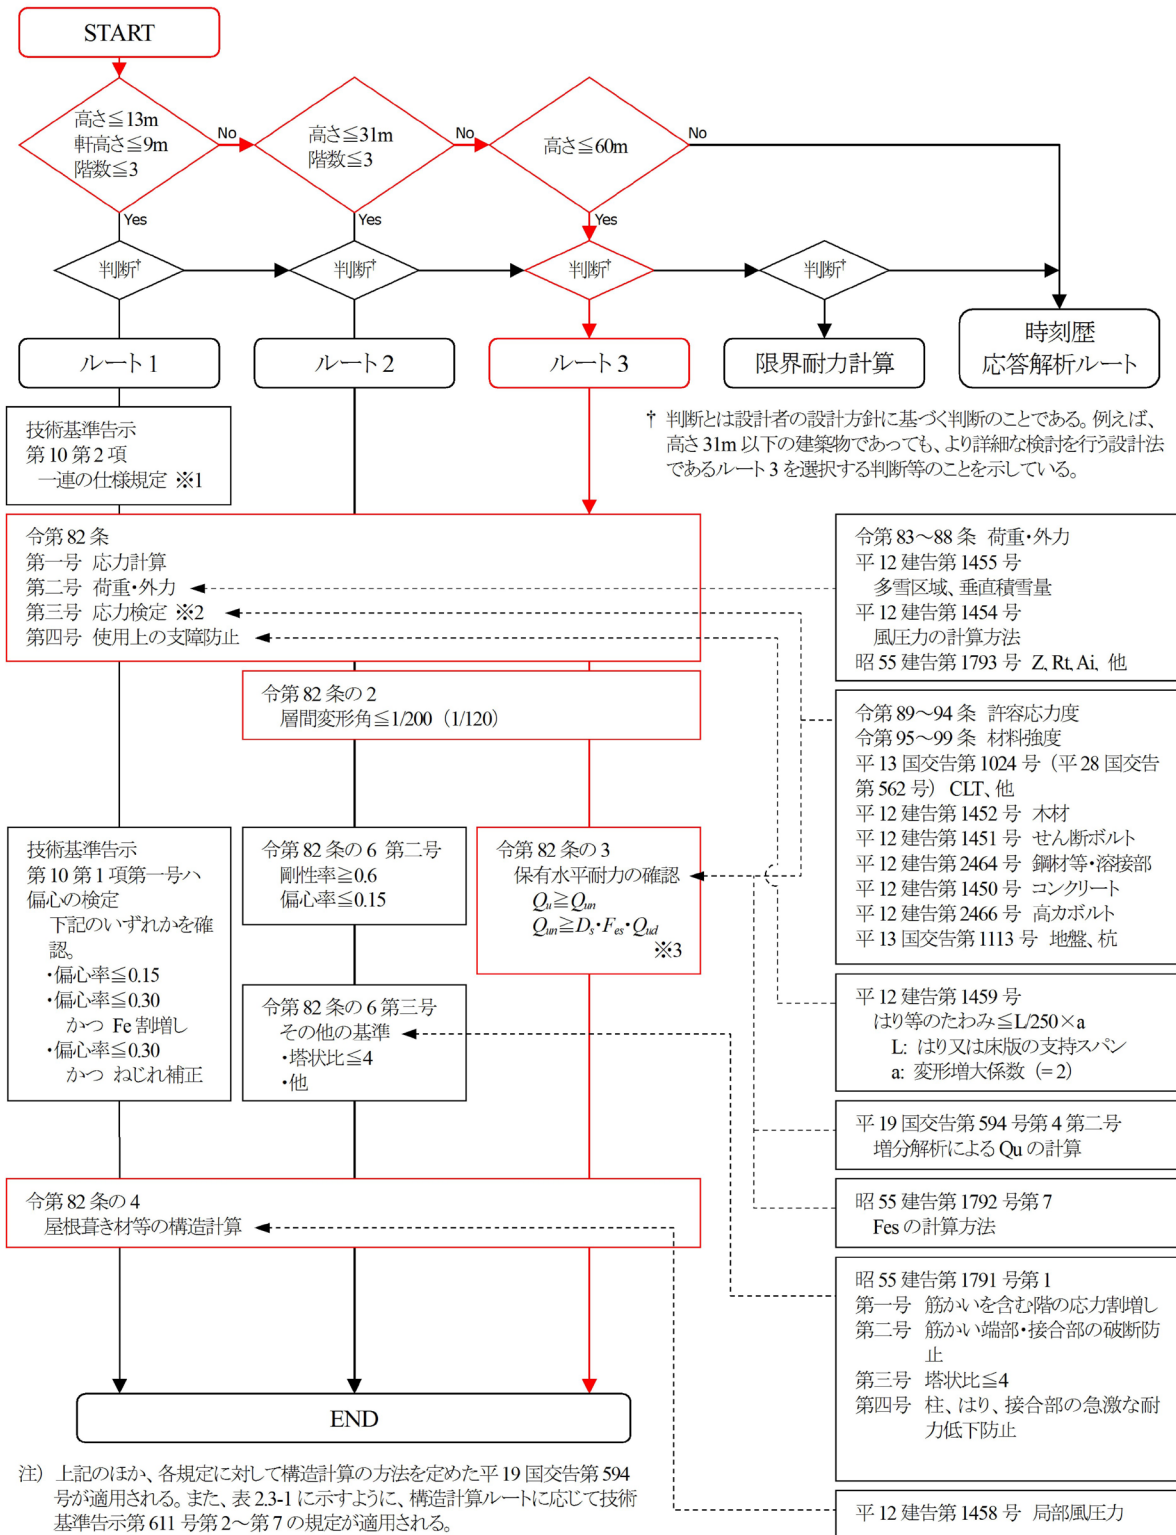 START
高さ≦13m
軒高さ≦9m
階数≦3
No
高さ≦31m
階数≦3
No
高さ≦60m
No
Yes
Yes
Yes
判断†
判断†
判断†
判断†
ルート1
ルート2
ルート3
限界耐力計算
時刻歴
応答解析ルート
技術基準告示
第10第2項
一連の仕様規定 ※1
† 判断とは設計者の設計方針に基づく判断のことである。例えば、
高さ31m以下の建築物であっても、より詳細な検討を行う設計法
であるルート3を選択する判断等のことを示している。
令第82条
第一号 応力計算
第二号 荷重・外力
第三号 応力検定 ※2
第四号 使用上の支障防止
令第83～88条 荷重・外力
平12建告第1455号
多雪区域、垂直積雪量
平12建告第1454号
風圧力の計算方法
昭55建告第1793号 Z, Rt, Ai、他
令第82条の2
層間変形角≦1/200（1/120）
令第89～94条 許容応力度
令第95～99条 材料強度
平13国交告第1024号（平28国交告
第562号） CLT、他
平12建告第1452号 木材
平12建告第1451号 せん断ボルト
平12建告第2464号 鋼材等・溶接部
平12建告第1450号 コンクリート
平12建告第2466号 高力ボルト
平13国交告第1113号 地盤、杭
技術基準告示
第10第1項第一号ハ
偏心の検定
下記のいずれかを確
認。
・偏心率≦0.15
・偏心率≦0.30
かつ Fe割増し
・偏心率≦0.30
かつ ねじれ補正
令第82条の6 第二号
剛性率≧0.6
偏心率≦0.15
令第82条の3
保有水平耐力の確認
Qu≧Qun
Qun≧Ds・Fes・Qud
※3
令第82条の6第三号
その他の基準
・塔状比≦4
・他
平12建告第1459号
はり等のたわみ≦L/250×a
L: はり又は床版の支持スパン
a: 変形増大係数（=2）
平19国交告第594号第4第二号
増分解析によるQuの計算
令第82条の4
屋根葺き材等の構造計算
昭55建告第1792号第7
Fesの計算方法
昭55建告第1791号第1
第一号 筋かいを含む階の応力割増し
第二号 筋かい端部・接合部の破断防
止
第三号 塔状比≦4
第四号 柱、はり、接合部の急激な耐
力低下防止
END
注） 上記のほか、各規定に対して構造計算の方法を定めた平19国交告第594
号が適用される。また、表2.3-1に示すように、構造計算ルートに応じて技術
基準告示第611号第2～第7の規定が適用される。
平12建告第1458号 局部風圧力